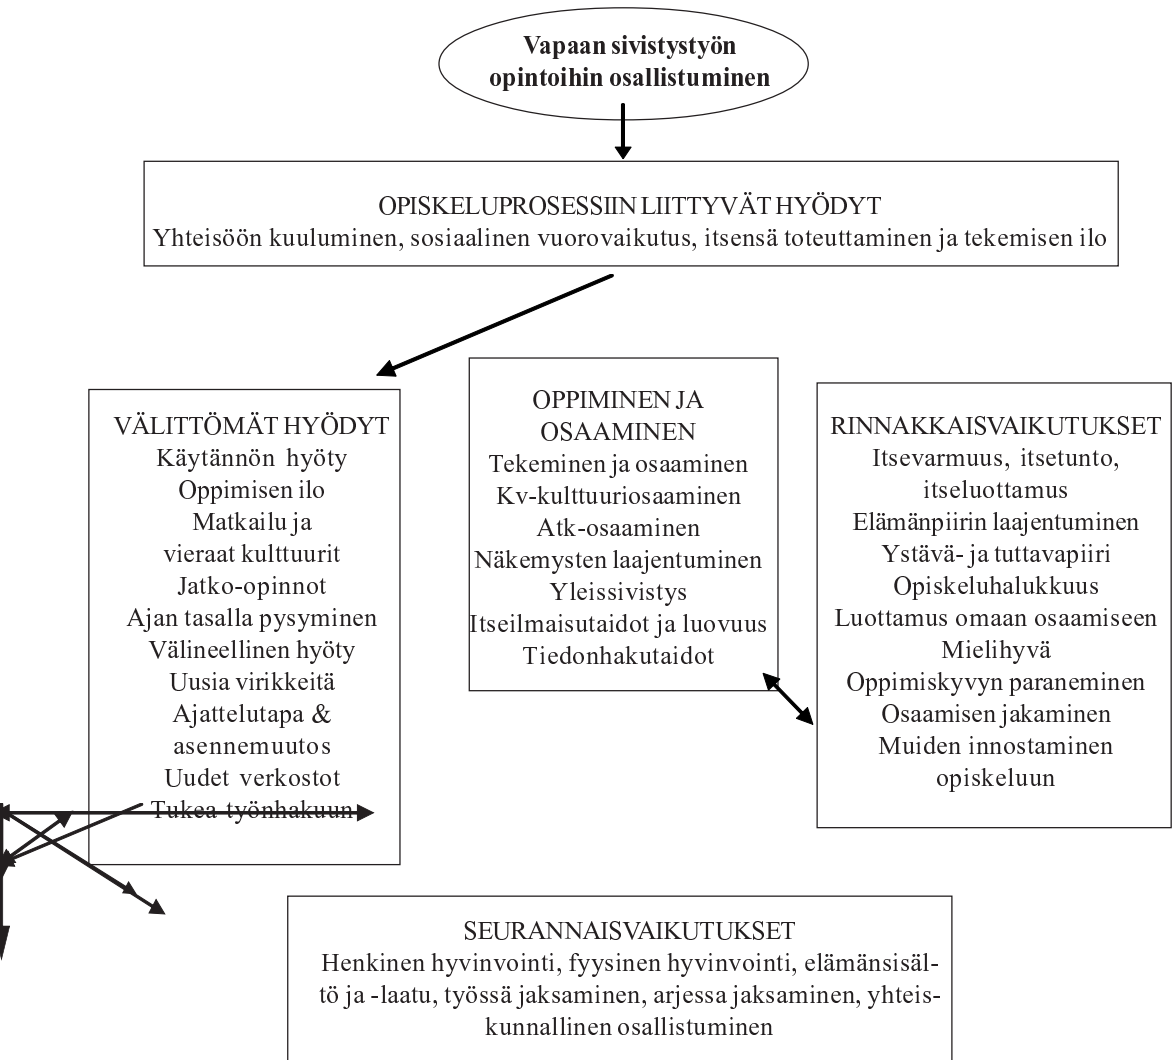 Vapaan sivistystyön
opintoihin osallistuminen
OPISKELUPROSESSIIN LIITTYVÄT HYÖDYT
Yhteisöön kuuluminen, sosiaalinen vuorovaikutus, itsensä toteuttaminen ja tekemisen ilo
VÄLITTÖMÄT HYÖDYT
Käytännön hyöty
Oppimisen ilo
Matkailu ja
vieraat kulttuurit
Jatko-opinnot
Ajan tasalla pysyminen
Välineellinen hyöty
Uusia virikkeitä
Ajattelutapa &
asennemuutos
Uudet verkostot
Tukea työnhakuun
OPPIMINEN JA
OSAAMINEN
Tekeminen ja osaaminen
Kv-kulttuuriosaaminen
Atk-osaaminen
Näkemysten laajentuminen
Yleissivistys
Itseilmaisutaidot ja luovuus
Tiedonhakutaidot
RINNAKKAISVAIKUTUKSET
Itsevarmuus, itsetunto,
itseluottamus
Elämänpiirin laajentuminen
Ystävä- ja tuttavapiiri
Opiskeluhalukkuus
Luottamus omaan osaamiseen
Mielihyvä
Oppimiskyvyn paraneminen
Osaamisen jakaminen
Muiden innostaminen
opiskeluun
SEURANNAISVAIKUTUKSET
Henkinen hyvinvointi, fyysinen hyvinvointi, elämänsisäl-
tö ja -laatu, työssä jaksaminen, arjessa jaksaminen, yhteis-
kunnallinen osallistuminen